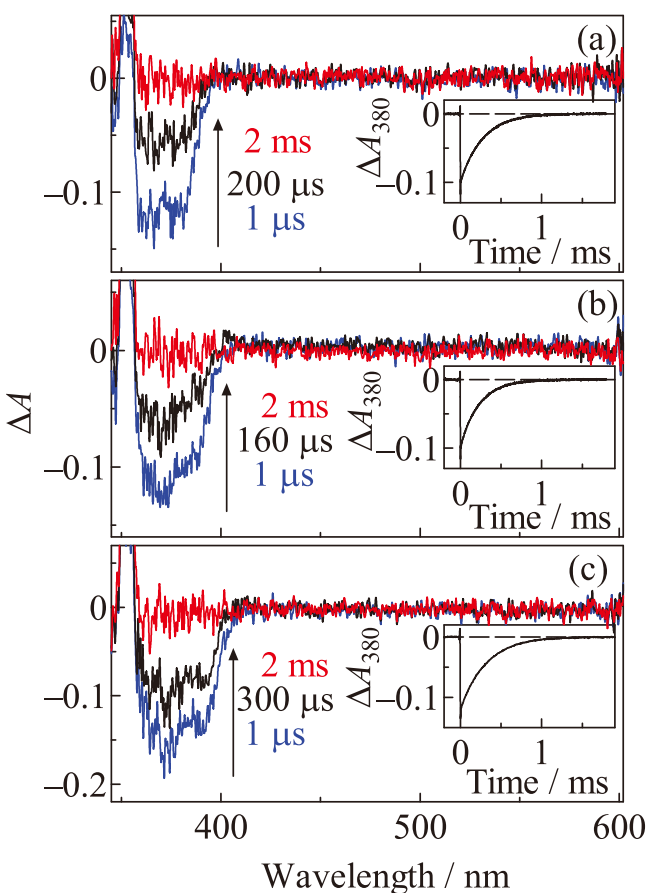 (a)
0
−0.1
2 ms
200 μs
1 μs
ΔA380
0
−0.1
0 1
Time / ms
(b)
0
−0.1
2 ms
160 μs
1 μs
ΔA380
0
−0.1
0 1
Time / ms
ΔA
(c)
0
−0.1
−0.2
2 ms
300 μs
1 μs
ΔA380
0
−0.1
0 1
Time / ms
400 500 600
Wavelength / nm